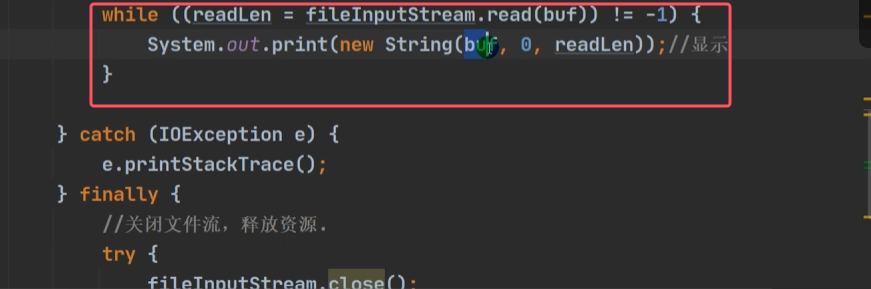 while ((readLen = fileInputStream.read(buf)) != -1) {
System.out.print(new String(buf, 0, readLen));//显示
}
} catch (IOException e) {
e.printStackTrace();
} finally {
//关闭文件流，释放资源.
try {
fileInputStream.close();